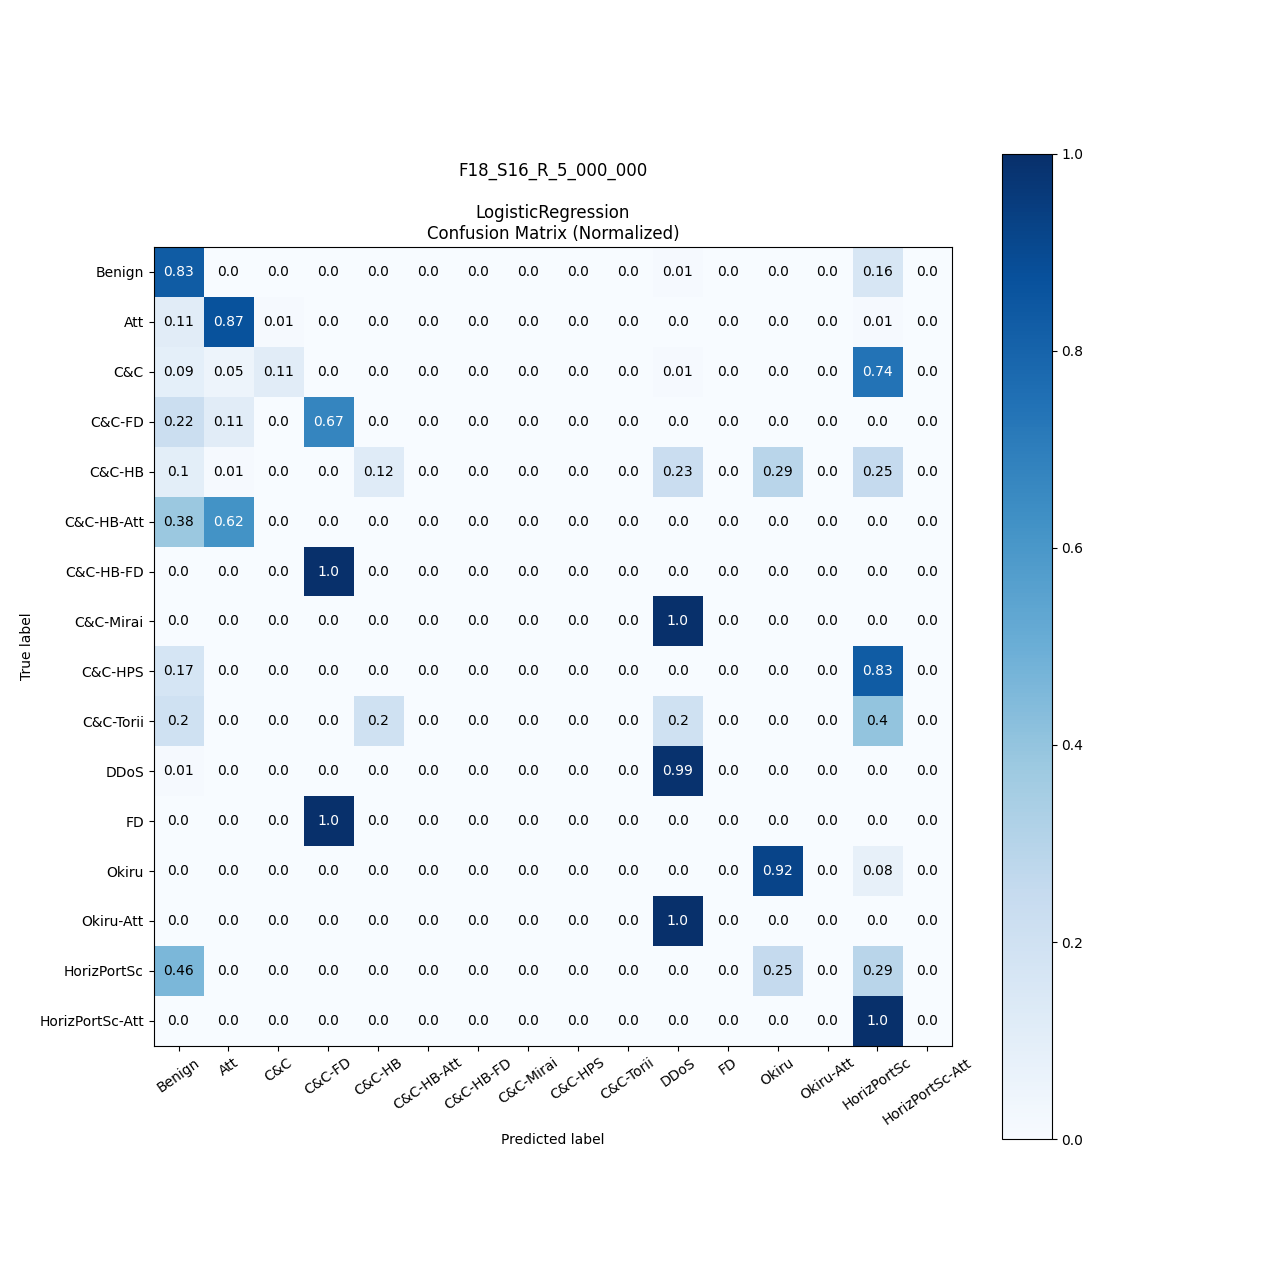 F18_S16_R_5_000_000
LogisticRegression
Confusion Matrix (Normalized)
Benign 0.83 0.0 0.0 0.0 0.0 0.0 0.0 0.0 0.0 0.0 0.01 0.0 0.0 0.0 0.16 0.0
Att 0.11 0.87 0.01 0.0 0.0 0.0 0.0 0.0 0.0 0.0 0.0 0.0 0.0 0.0 0.01 0.0
C&C 0.09 0.05 0.11 0.0 0.0 0.0 0.0 0.0 0.0 0.0 0.01 0.0 0.0 0.0 0.74 0.0
C&C-FD 0.22 0.11 0.0 0.67 0.0 0.0 0.0 0.0 0.0 0.0 0.0 0.0 0.0 0.0 0.0 0.0
C&C-HB 0.1 0.01 0.0 0.0 0.12 0.0 0.0 0.0 0.0 0.0 0.23 0.0 0.29 0.0 0.25 0.0
C&C-HB-Att 0.38 0.62 0.0 0.0 0.0 0.0 0.0 0.0 0.0 0.0 0.0 0.0 0.0 0.0 0.0 0.0
C&C-HB-FD 0.0 0.0 0.0 1.0 0.0 0.0 0.0 0.0 0.0 0.0 0.0 0.0 0.0 0.0 0.0 0.0
C&C-Mirai 0.0 0.0 0.0 0.0 0.0 0.0 0.0 0.0 0.0 0.0 1.0 0.0 0.0 0.0 0.0 0.0
C&C-HPS 0.17 0.0 0.0 0.0 0.0 0.0 0.0 0.0 0.0 0.0 0.0 0.0 0.0 0.0 0.83 0.0
C&C-Torii 0.2 0.0 0.0 0.0 0.2 0.0 0.0 0.0 0.0 0.0 0.2 0.0 0.0 0.0 0.4 0.0
DDoS 0.01 0.0 0.0 0.0 0.0 0.0 0.0 0.0 0.0 0.0 0.99 0.0 0.0 0.0 0.0 0.0
FD 0.0 0.0 0.0 1.0 0.0 0.0 0.0 0.0 0.0 0.0 0.0 0.0 0.0 0.0 0.0 0.0
Okiru 0.0 0.0 0.0 0.0 0.0 0.0 0.0 0.0 0.0 0.0 0.0 0.0 0.92 0.0 0.08 0.0
Okiru-Att 0.0 0.0 0.0 0.0 0.0 0.0 0.0 0.0 0.0 0.0 1.0 0.0 0.0 0.0 0.0 0.0
HorizPortSc 0.46 0.0 0.0 0.0 0.0 0.0 0.0 0.0 0.0 0.0 0.0 0.0 0.25 0.0 0.29 0.0
HorizPortSc-Att 0.0 0.0 0.0 0.0 0.0 0.0 0.0 0.0 0.0 0.0 0.0 0.0 0.0 0.0 1.0 0.0
Benign Att C&C C&C-FD C&C-HB C&C-HB-Att C&C-HB-FD C&C-Mirai C&C-HPS C&C-Torii DDoS FD Okiru Okiru-Att HorizPortSc HorizPortSc-Att
Predicted label
True label
1.0
0.8
0.6
0.4
0.2
0.0